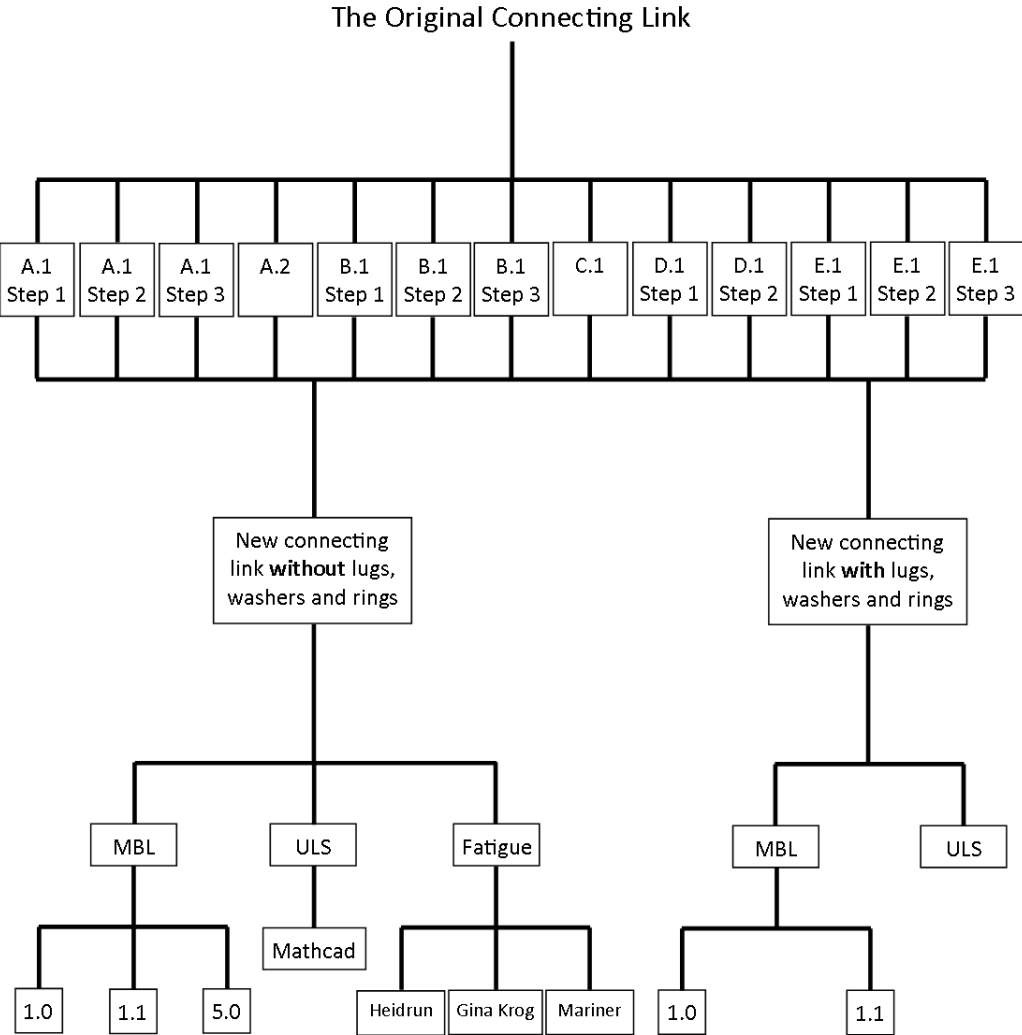 The Original Connecting Link
A.1
Step 1
A.1
Step 2
A.1
Step 3
A.2
B.1
Step 1
B.1
Step 2
B.1
Step 3
C.1
D.1
Step 1
D.1
Step 2
E.1
Step 1
E.1
Step 2
E.1
Step 3
New connecting
link without lugs,
washers and rings
New connecting
link with lugs,
washers and rings
MBL
ULS
Fatigue
MBL
ULS
Mathcad
1.0
1.1
5.0
Heidrun
Gina Krog
Mariner
1.0
1.1